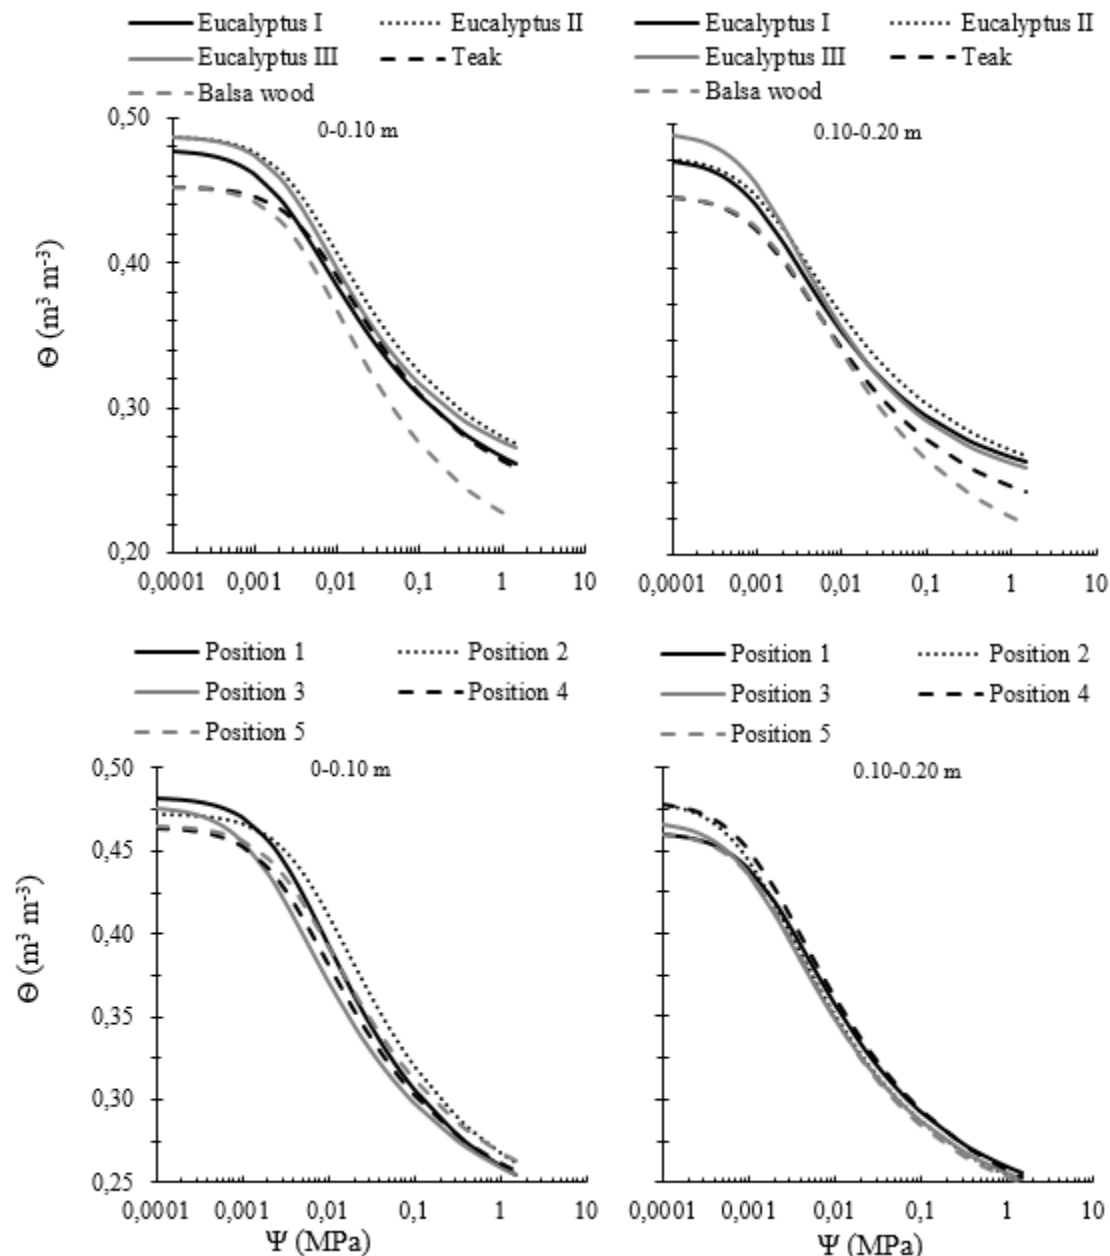 Eucalyptus I Eucalyptus II
Eucalyptus III Teak
Balsa wood
0-0.10 m
0,50
0,40
0,30
0,20
Θ (m³ m⁻³)
0,0001 0,001 0,01 0,1 1 10
Eucalyptus I Eucalyptus II
Eucalyptus III Teak
Balsa wood
0.10-0.20 m
0,0001 0,001 0,01 0,1 1 10
Position 1 Position 2
Position 3 Position 4
Position 5
0-0.10 m
0,50
0,45
0,40
0,35
0,30
0,25
Θ (m³ m⁻³)
0,0001 0,001 0,01 0,1 1 10
Ψ (MPa)
Position 1 Position 2
Position 3 Position 4
Position 5
0.10-0.20 m
0,0001 0,001 0,01 0,1 1 10
Ψ (MPa)